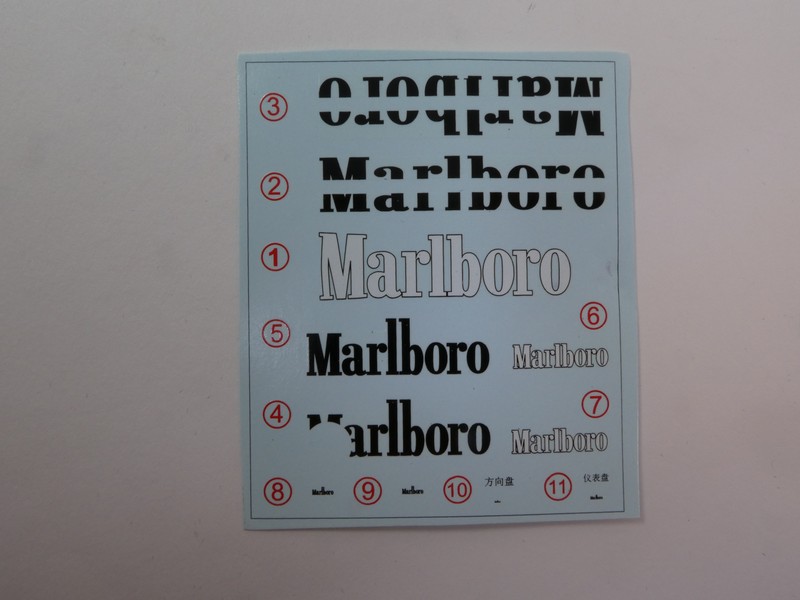 ③ Marlboro
② Marlboro
① Marlboro
⑤ Marlboro
⑥ Marlboro
④ Marlboro
⑦ Marlboro
⑧ Marlboro ⑨ Marlboro ⑩ 方向盘 ⑪ 仪表盘
Marlboro